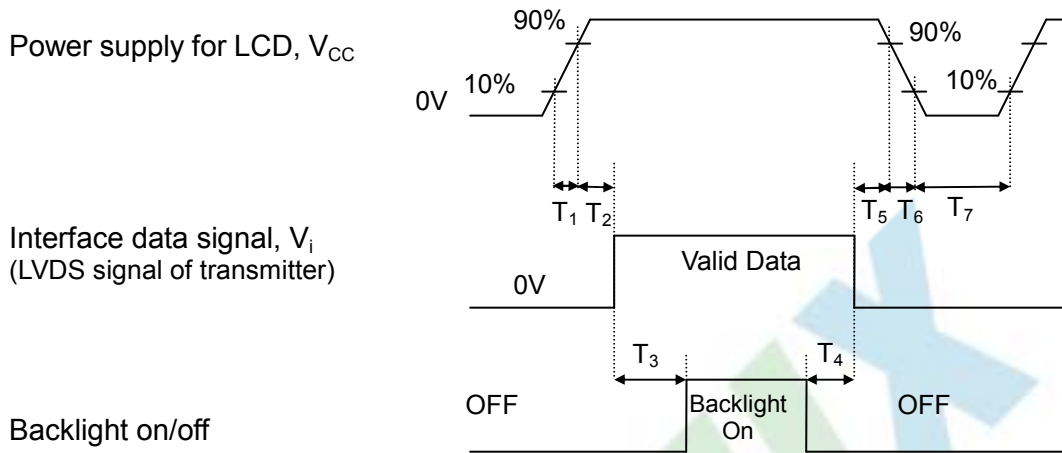 90%
Power supply for LCD, VCC
90%
10%
10%
0V
T1 T2
T5 T6 T7
Interface data signal, Vi
(LVDS signal of transmitter)
Valid Data
0V
T3
T4
OFF
Backlight
On
OFF
Backlight on/off